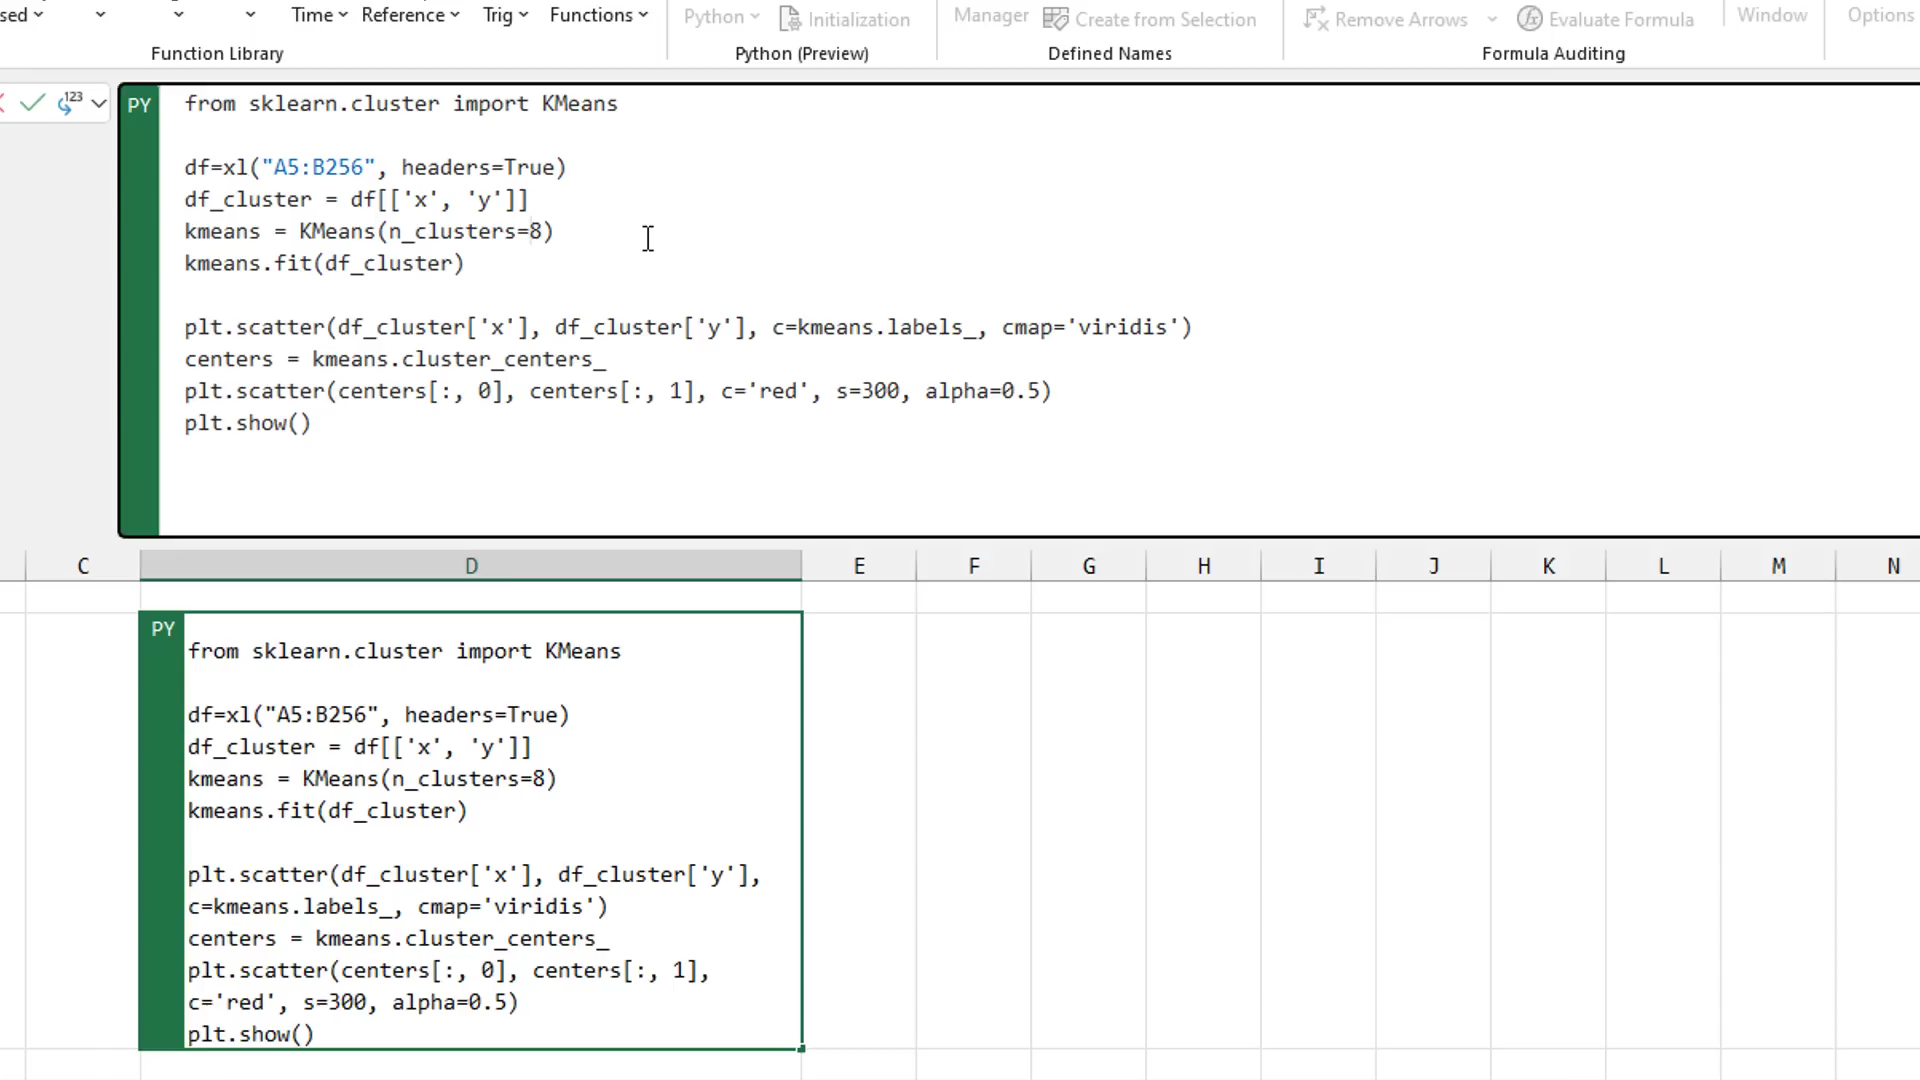 sed
Time Reference Trig Functions Python Initialization Manager Create from Selection Remove Arrows Evaluate Formula Window Options
Function Library Python (Preview) Defined Names Formula Auditing
123
PY
from sklearn.cluster import KMeans
df=xl("A5:B256", headers=True)
df_cluster = df[['x', 'y']]
kmeans = KMeans(n_clusters=8)
kmeans.fit(df_cluster)
plt.scatter(df_cluster['x'], df_cluster['y'], c=kmeans.labels_, cmap='viridis')
centers = kmeans.cluster_centers_
plt.scatter(centers[:, 0], centers[:, 1], c='red', s=300, alpha=0.5)
plt.show()
C D E F G H I J K L M N
PY
from sklearn.cluster import KMeans
df=xl("A5:B256", headers=True)
df_cluster = df[['x', 'y']]
kmeans = KMeans(n_clusters=8)
kmeans.fit(df_cluster)
plt.scatter(df_cluster['x'], df_cluster['y'],
c=kmeans.labels_, cmap='viridis')
centers = kmeans.cluster_centers_
plt.scatter(centers[:, 0], centers[:, 1],
c='red', s=300, alpha=0.5)
plt.show()